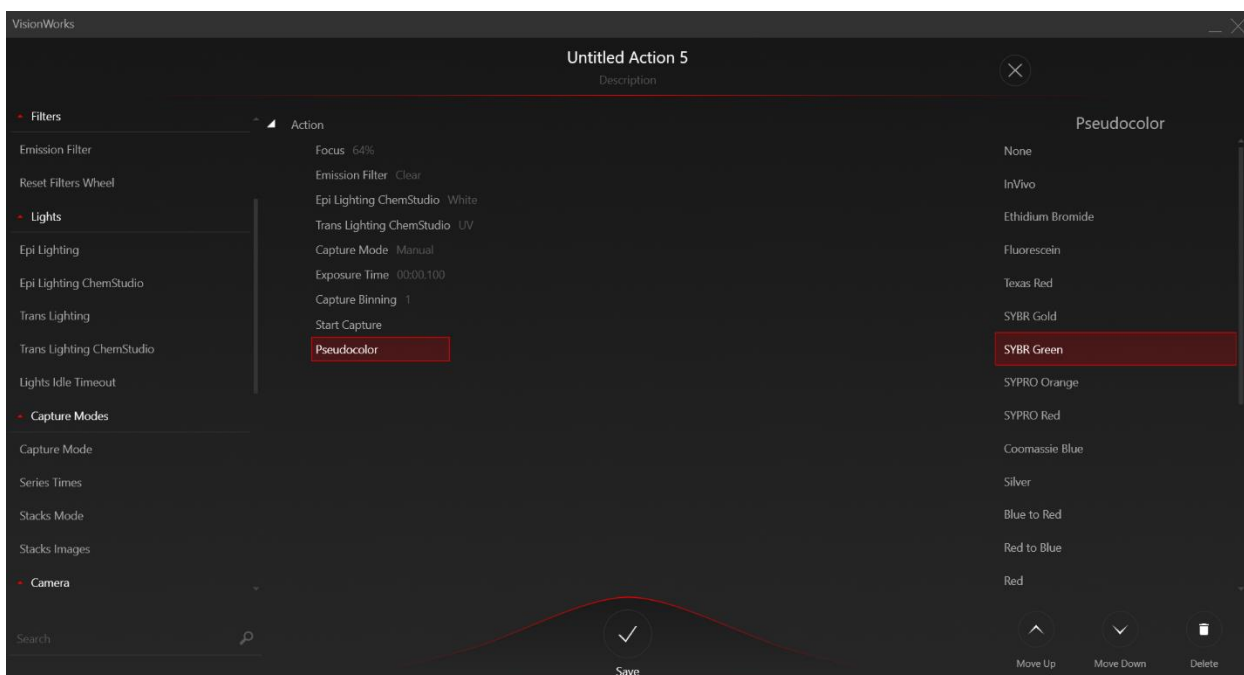 VisionWorks
Untitled Action 5
Description
Filters
Emission Filter
Reset Filters Wheel
Lights
Epi Lighting
Epi Lighting ChemStudio
Trans Lighting
Trans Lighting ChemStudio
Lights Idle Timeout
Capture Modes
Capture Mode
Series Times
Stacks Mode
Stacks Images
Camera
Search
Action
Focus 64%
Emission Filter Clear
Epi Lighting ChemStudio White
Trans Lighting ChemStudio UV
Capture Mode Manual
Exposure Time 00:00.100
Capture Binning 1
Start Capture
Pseudocolor
Save
Pseudocolor
None
InVivo
Ethidium Bromide
Fluorescein
Texas Red
SYBR Gold
SYBR Green
SYPRO Orange
SYPRO Red
Coomassie Blue
Silver
Blue to Red
Red to Blue
Red
Move Up Move Down Delete